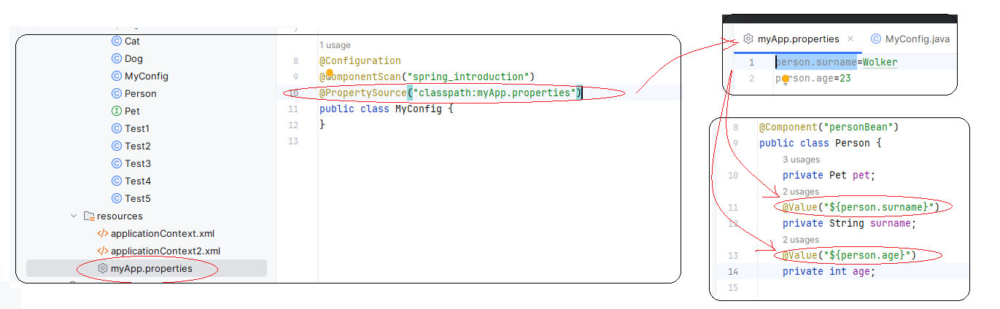 Cat
Dog
MyConfig
Person
Pet
Test1
Test2
Test3
Test4
Test5
resources
applicationContext.xml
applicationContext2.xml
myApp.properties
1 usage
8 @Configuration
9 @ComponentScan("spring_introduction")
10 @PropertySource("classpath:myApp.properties")
11 public class MyConfig {
12 }
13
myApp.properties × MyConfig.java
1 person.surname=Wolker
2 person.age=23
8 @Component("personBean")
9 public class Person {
3 usages
10 private Pet pet;
2 usages
11 @Value("${person.surname}")
12 private String surname;
2 usages
13 @Value("${person.age}")
14 private int age;
15